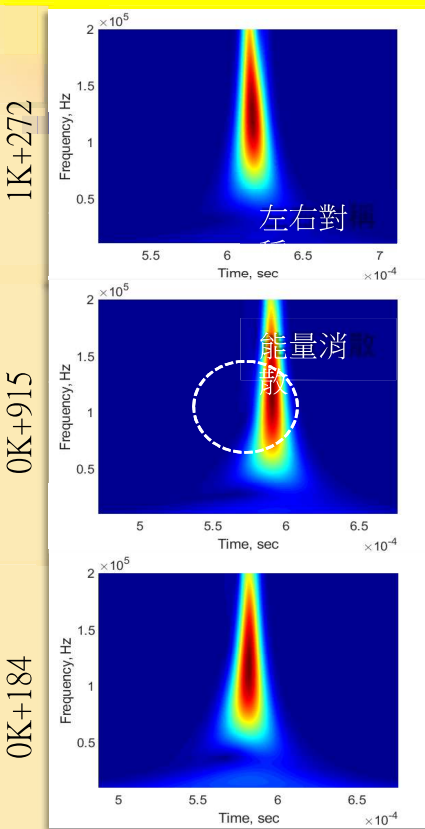 1K+272
×10⁵
2
1.5
1
0.5
Frequency, Hz
左右對稱
5.5 6 6.5 7
Time, sec
×10⁻⁴
0K+915
×10⁵
2
1.5
1
0.5
Frequency, Hz
能量消散
散
5 5.5 6 6.5
Time, sec
×10⁻⁴
0K+184
×10⁵
2
1.5
1
0.5
Frequency, Hz
5 5.5 6 6.5
Time, sec
×10⁻⁴